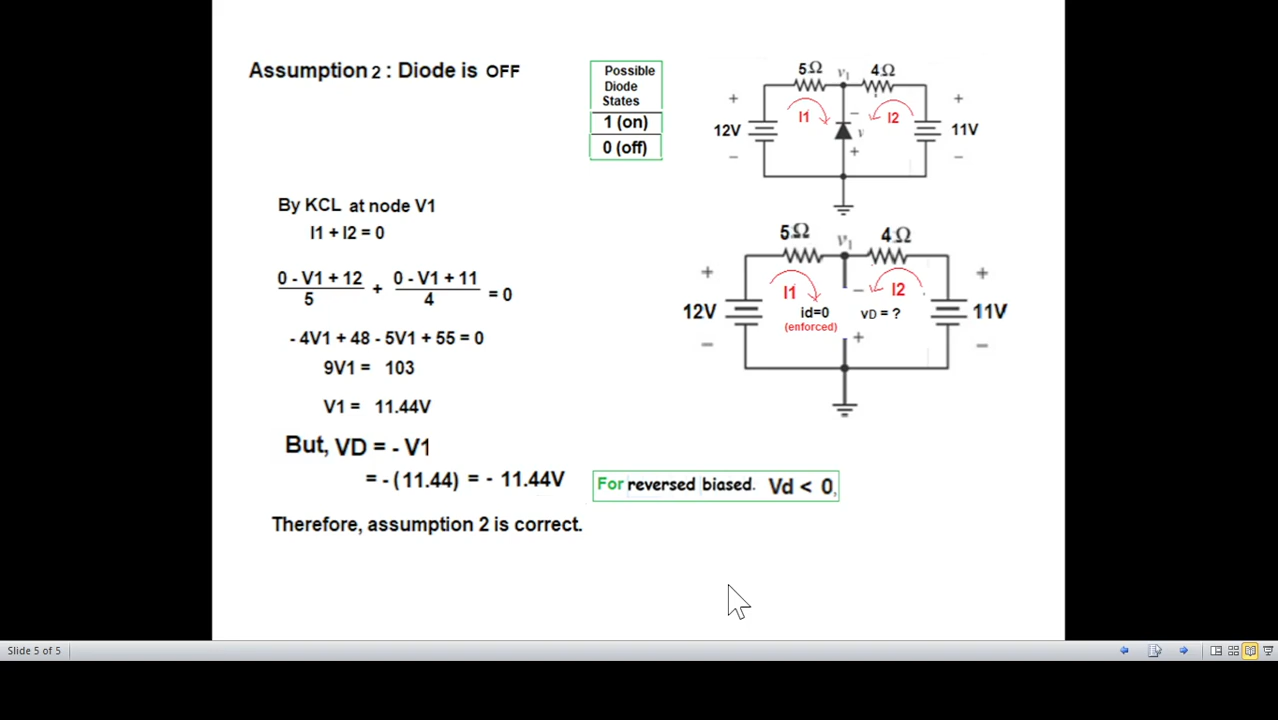 Assumption 2 : Diode is OFF
Possible
Diode
States
1 (on)
0 (off)
5Ω
v1
4Ω
+
+
I1
−
I2
12V
v
11V
−
+
−
By KCL at node V1
I1 + I2 = 0
0 - V1 + 12
5
+
0 - V1 + 11
4
= 0
- 4V1 + 48 - 5V1 + 55 = 0
9V1 = 103
V1 = 11.44V
But, VD = - V1
= - (11.44) = - 11.44V
5Ω
v1
4Ω
+
+
I1
−
I2
12V
id=0
(enforced)
vD = ?
11V
−
+
−
For reversed biased. Vd < 0,
Therefore, assumption 2 is correct.
Slide 5 of 5